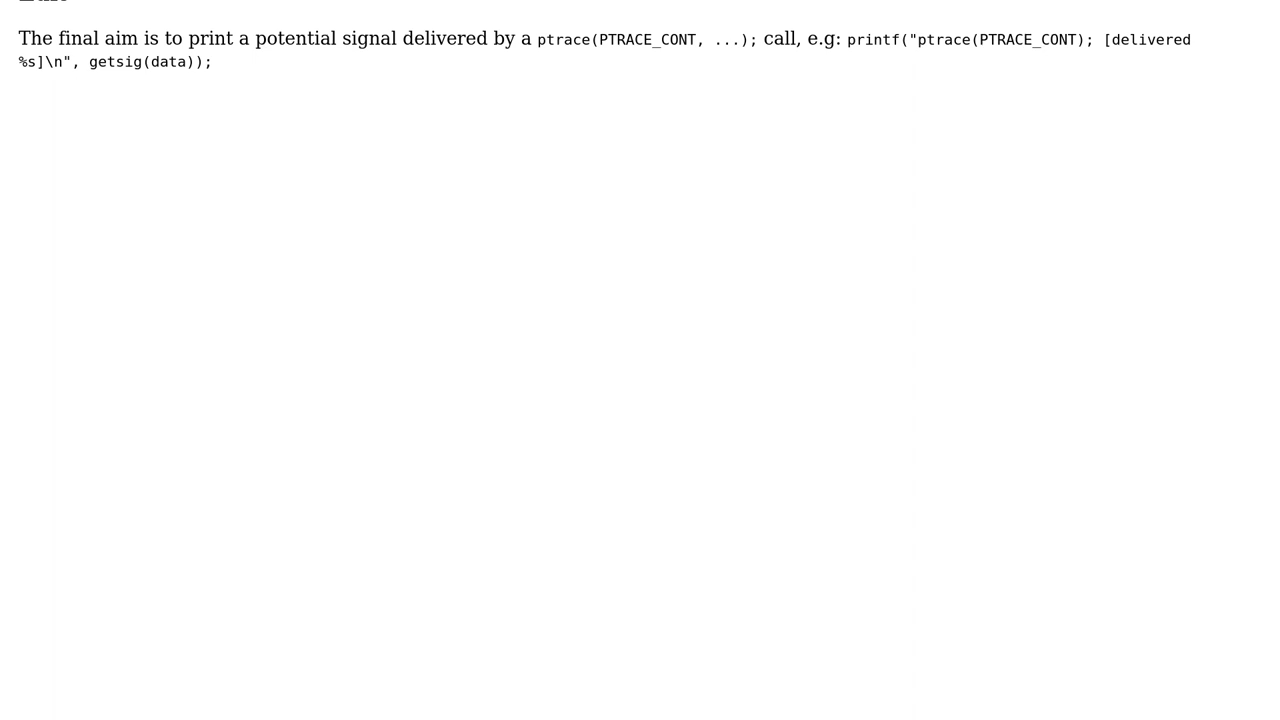 The final aim is to print a potential signal delivered by a ptrace(PTRACE_CONT, ...); call, e.g: printf("ptrace(PTRACE_CONT); [delivered
%s]\n", getsig(data));